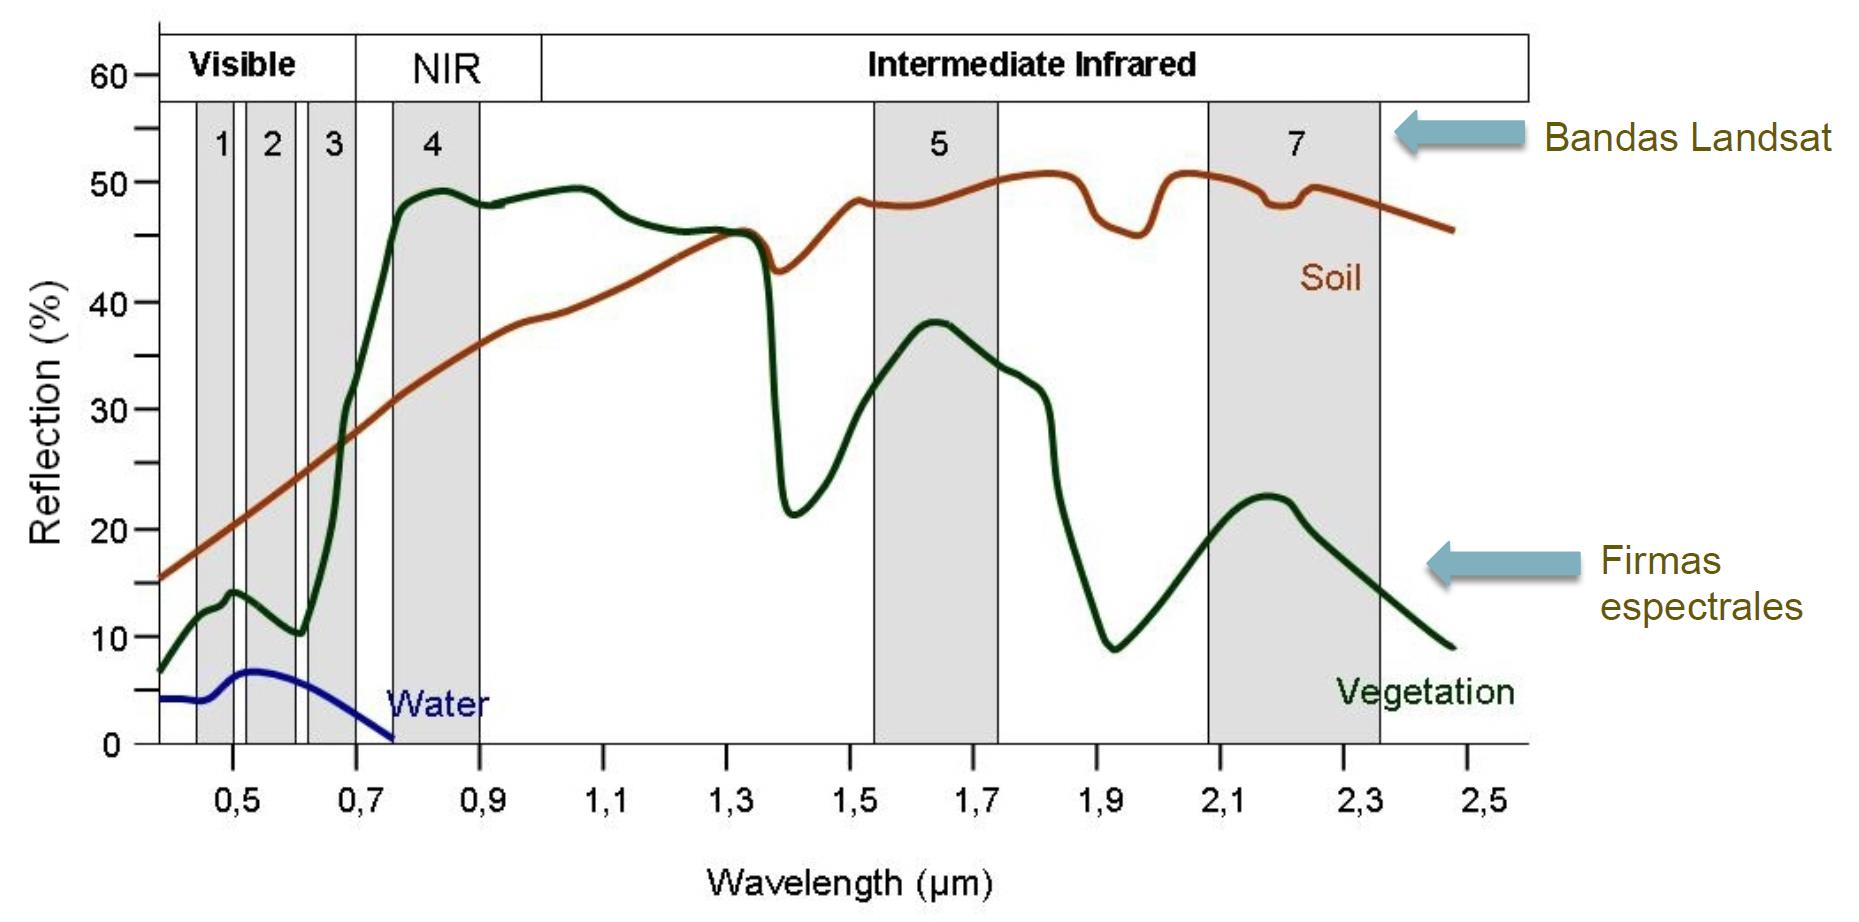 Visible NIR Intermediate Infrared
1 2 3 4 5 7
Bandas Landsat
Reflection (%)
60
50
40
30
20
10
0
Soil
Firmas
espectrales
Vegetation
Water
0,5 0,7 0,9 1,1 1,3 1,5 1,7 1,9 2,1 2,3 2,5
Wavelength (µm)